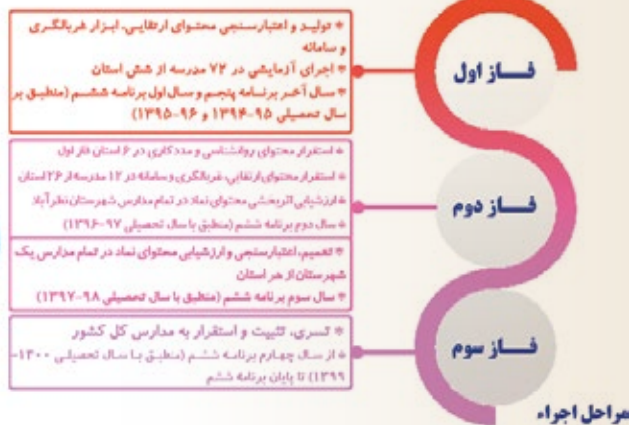 فــاز اول
* تولید و اعتبارسنجی محتوای ارتقایی، ابزار غربالگری
و سامانه
* اجرای آزمایشی در ۷۲ مدرسه از شش استان
* سال آخر برنامه پنجم و سال اول برنامه ششم (منطبق بر
سال تحصیلی ۹۵-۱۳۹۴ و ۹۶-۱۳۹۵)
فــاز دوم
* استقرار محتوای روانشناسی و مددکاری در ۶ استان فاز اول
* استقرار محتوای ارتقایی، غربالگری و سامانه در ۱۲ مدرسه از ۲۶ استان
* ارزشیابی اثربخشی محتوای نماد در تمام مدارس شهرستان نظرآباد
* سال دوم برنامه ششم (منطبق با سال تحصیلی ۹۷-۱۳۹۶)
* تعمیم، اعتبارسنجی و ارزشیابی محتوای نماد در تمام مدارس یک
شهرستان از هر استان
* سال سوم برنامه ششم (منطبق با سال تحصیلی ۹۸-۱۳۹۷)
فــاز سوم
* تسری، تثبیت و استقرار به مدارس کل کشور
* از سال چهارم برنامه ششم (منطبق با سال تحصیلی ۱۴۰۰-
۱۳۹۹) تا پایان برنامه ششم
مراحل اجراء